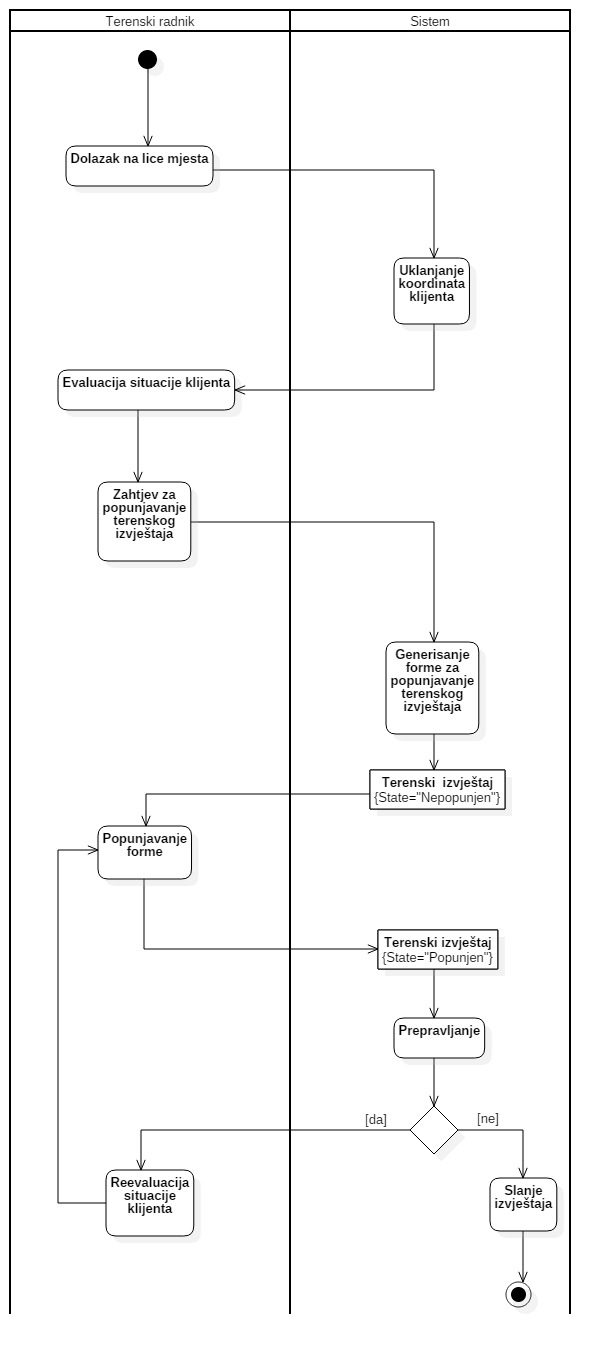 Terenski radnik
Sistem
Dolazak na lice mjesta
Uklanjanje
koordinata
klijenta
Evaluacija situacije klijenta
Zahtjev za
popunjavanje
terenskog
izvještaja
Generisanje
forme za
popunjavanje
terenskog
izvještaja
Terenski  izvještaj
{State="Nepopunjen"}
Popunjavanje
forme
Terenski izvještaj
{State="Popunjen"}
Prepravljanje
[da]
[ne]
Reevaluacija
situacije
klijenta
Slanje
izvještaja